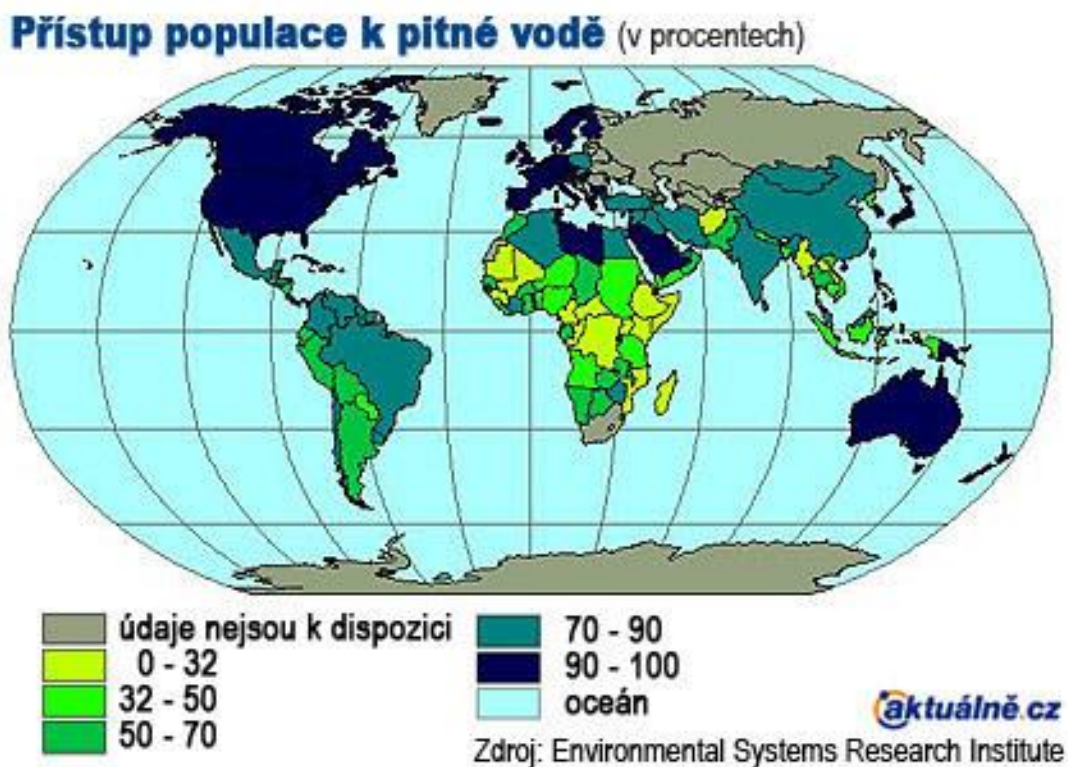 Přístup populace k pitné vodě (v procentech)
údaje nejsou k dispozici
0 - 32
32 - 50
50 - 70
70 - 90
90 - 100
oceán
aktuálně.cz
Zdroj: Environmental Systems Research Institute